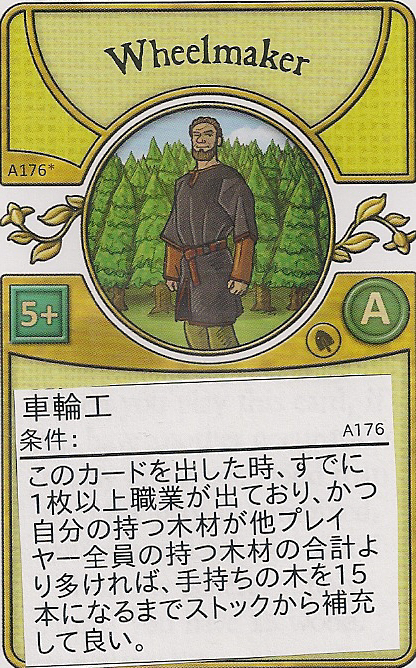 Wheelmaker
A176*
5+
A
車輪工
条件:
A176
このカードを出した時、すでに
1枚以上職業が出ており、かつ
自分の持つ木材が他プレイ
ヤー全員の持つ木材の合計よ
り多ければ、手持ちの木を15
本になるまでストックから補充
して良い。